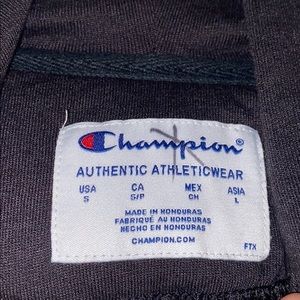 Champion®
AUTHENTIC ATHLETICWEAR
USA CA MEX ASIA
S S/P CH L
MADE IN HONDURAS
FABRIQUÉ AU HONDURAS
HECHO EN HONDURAS
CHAMPION.COM
FTX